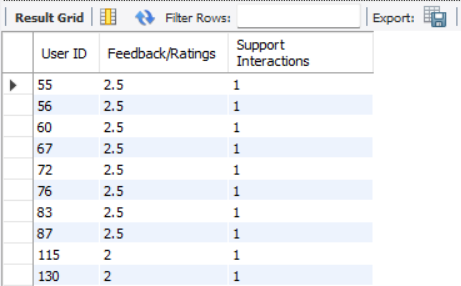 Result Grid Filter Rows: Export:
User ID Feedback/Ratings Support Interactions
55 2.5 1
56 2.5 1
60 2.5 1
67 2.5 1
72 2.5 1
76 2.5 1
83 2.5 1
87 2.5 1
115 2 1
130 2 1